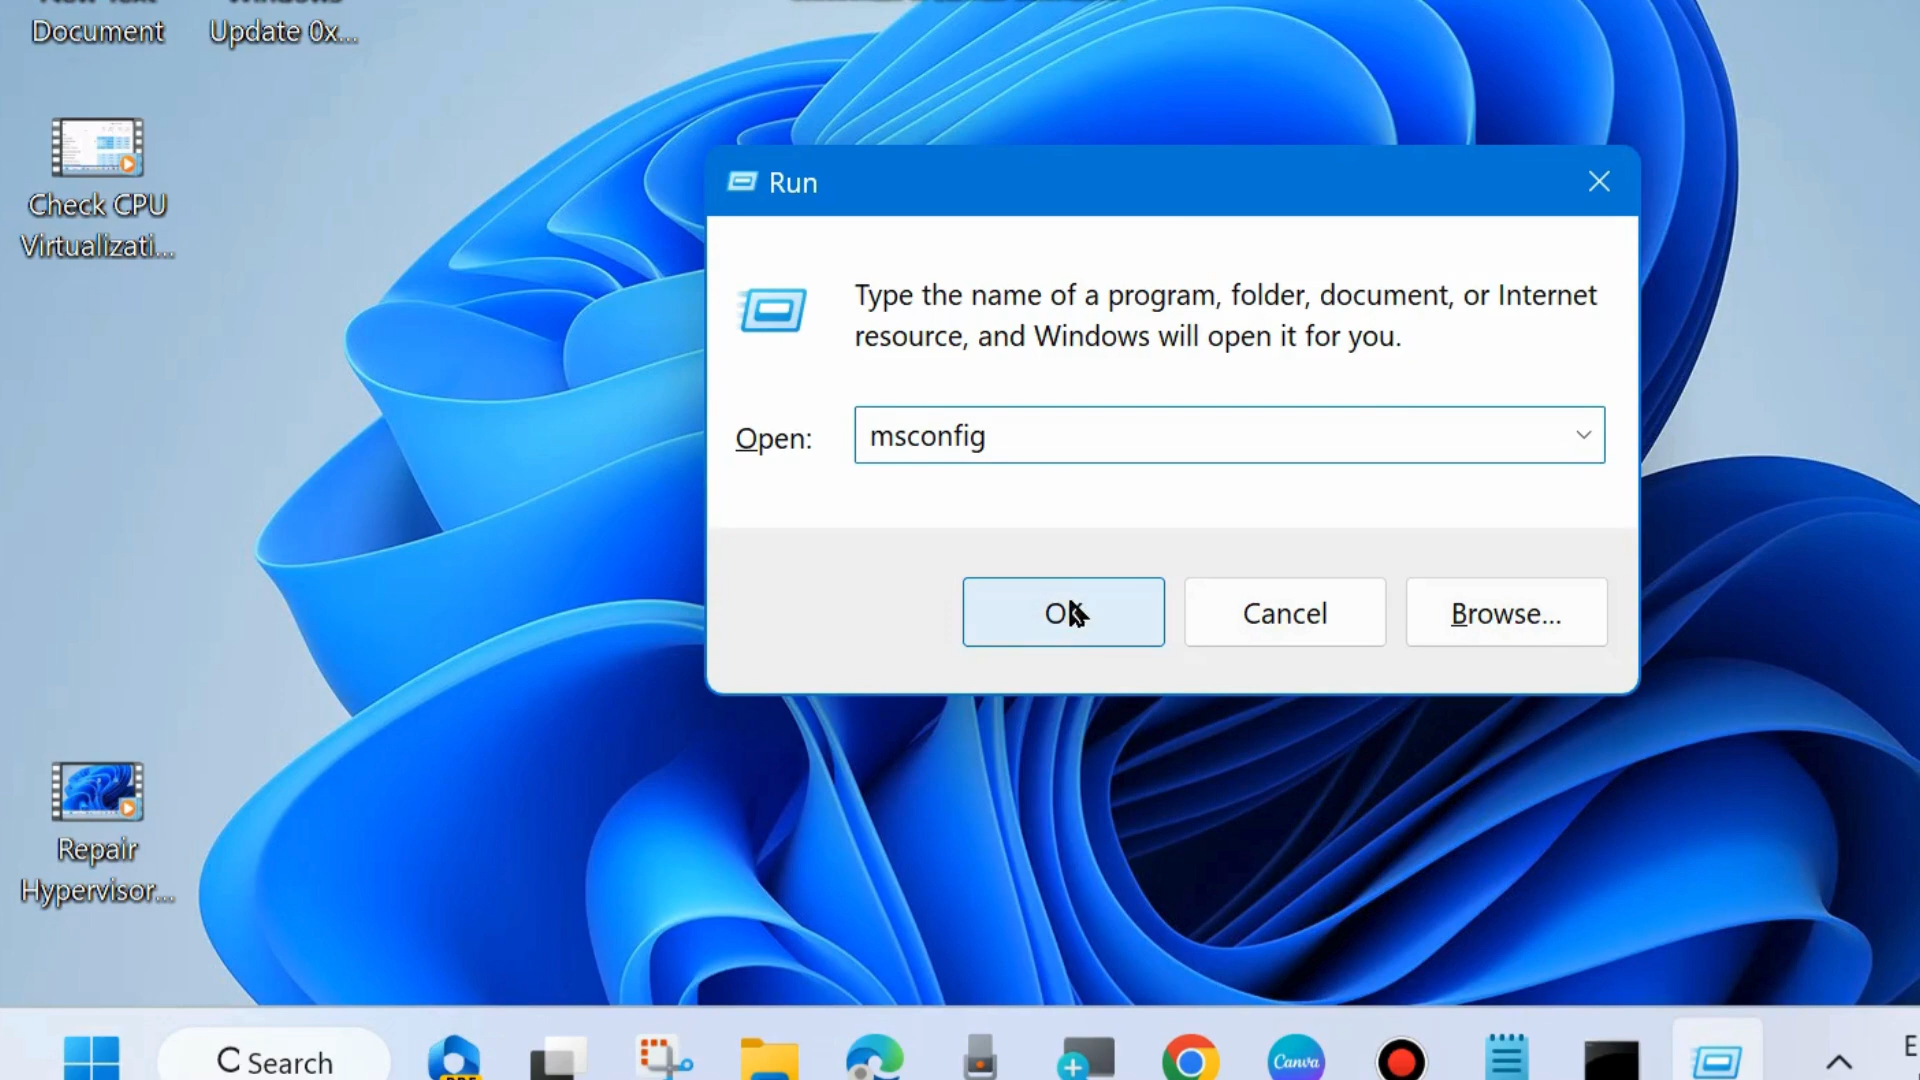 Document
Update 0x...
Check CPU
Virtualizati...
Repair
Hypervisor...
Run
Type the name of a program, folder, document, or Internet
resource, and Windows will open it for you.
Open:
msconfig
OK
Cancel
Browse...
Search
Canva